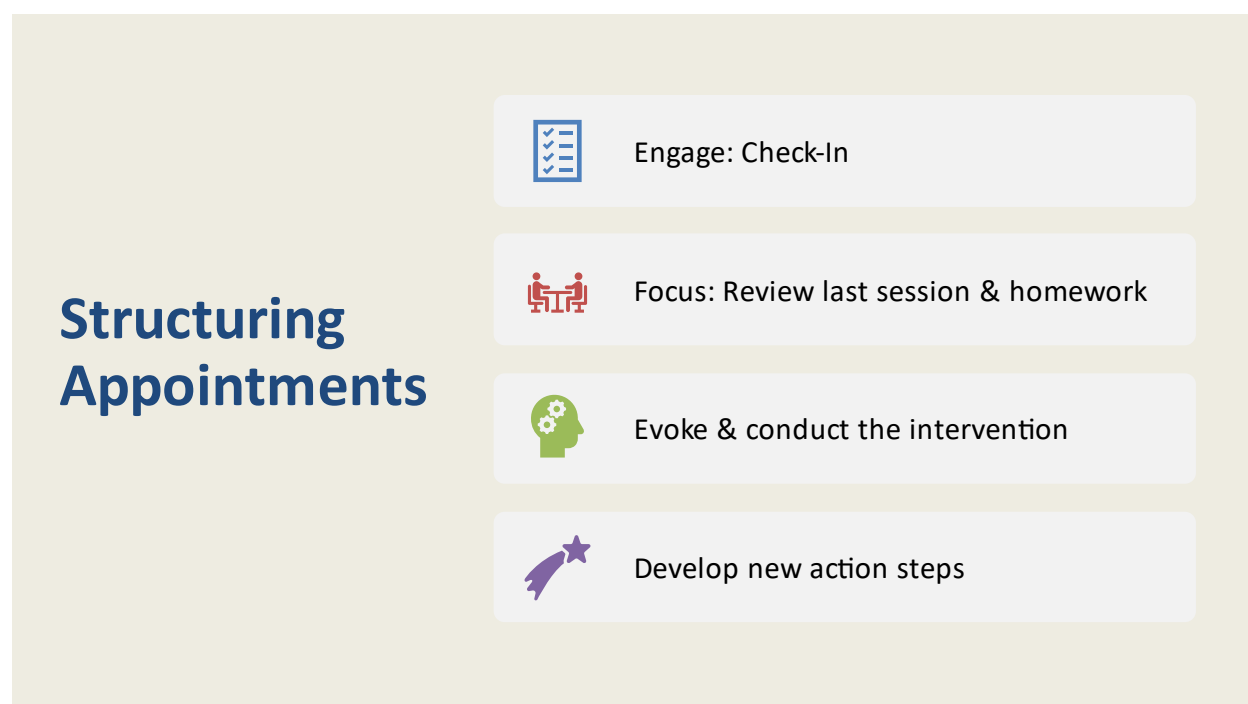 Structuring
Appointments
Engage: Check-In
Focus: Review last session & homework
Evoke & conduct the intervention
Develop new action steps